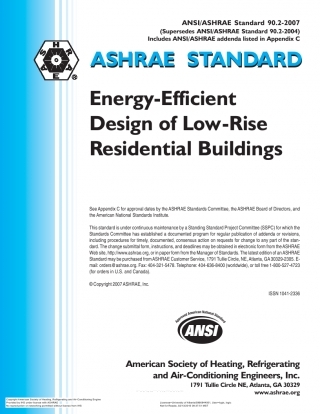 ANSI/ASHRAE Standard 90.2-2007
(Supersedes ANSI/ASHRAE Standard 90.2-2004)
Includes ANSI/ASHRAE addenda listed in Appendix C
ASHRAE STANDARD
Energy-Efficient
Design of Low-Rise
Residential Buildings
See Appendix C for approval dates by the ASHRAE Standards Committee, the ASHRAE Board of Directors, and
the American National Standards Institute.
This standard is under continuous maintenance by a Standing Standard Project Committee (SSPC) for which the
Standards Committee has established a documented program for regular publication of addenda or revisions,
including procedures for timely, documented, consensus action on requests for change to any part of the stan-
dard. The change submittal form, instructions, and deadlines may be obtained in electronic form from the ASHRAE
Web site, http://www.ashrae.org, or in paper form from the Manager of Standards. The latest edition of an ASHRAE
Standard may be purchased from ASHRAE Customer Service, 1791 Tullie Circle, NE, Atlanta, GA 30329-2305. E-
mail: orders@ashrae.org. Fax: 404-321-5478. Telephone: 404-636-8400 (worldwide), or toll free 1-800-527-4723
(for orders in U.S. and Canada).
© Copyright 2007 ASHRAE, Inc.
ISSN 1041-2336
ANSI
American Society of Heating, Refrigerating
and Air-Conditioning Engineers, Inc.
1791 Tullie Circle NE, Atlanta, GA 30329
www.ashrae.org